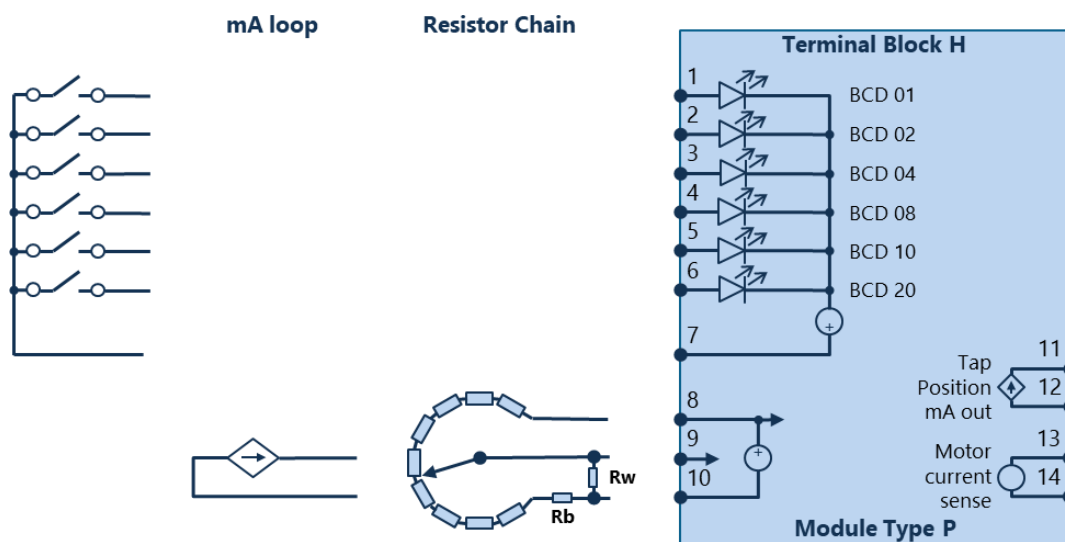 mA loop
Resistor Chain
Terminal Block H
1
BCD 01
2
BCD 02
3
BCD 04
4
BCD 08
5
BCD 10
6
BCD 20
+
7
8
9
+
10
Tap
Position
mA out
11
12
Motor
current
sense
13
14
Rw
Rb
Module Type P